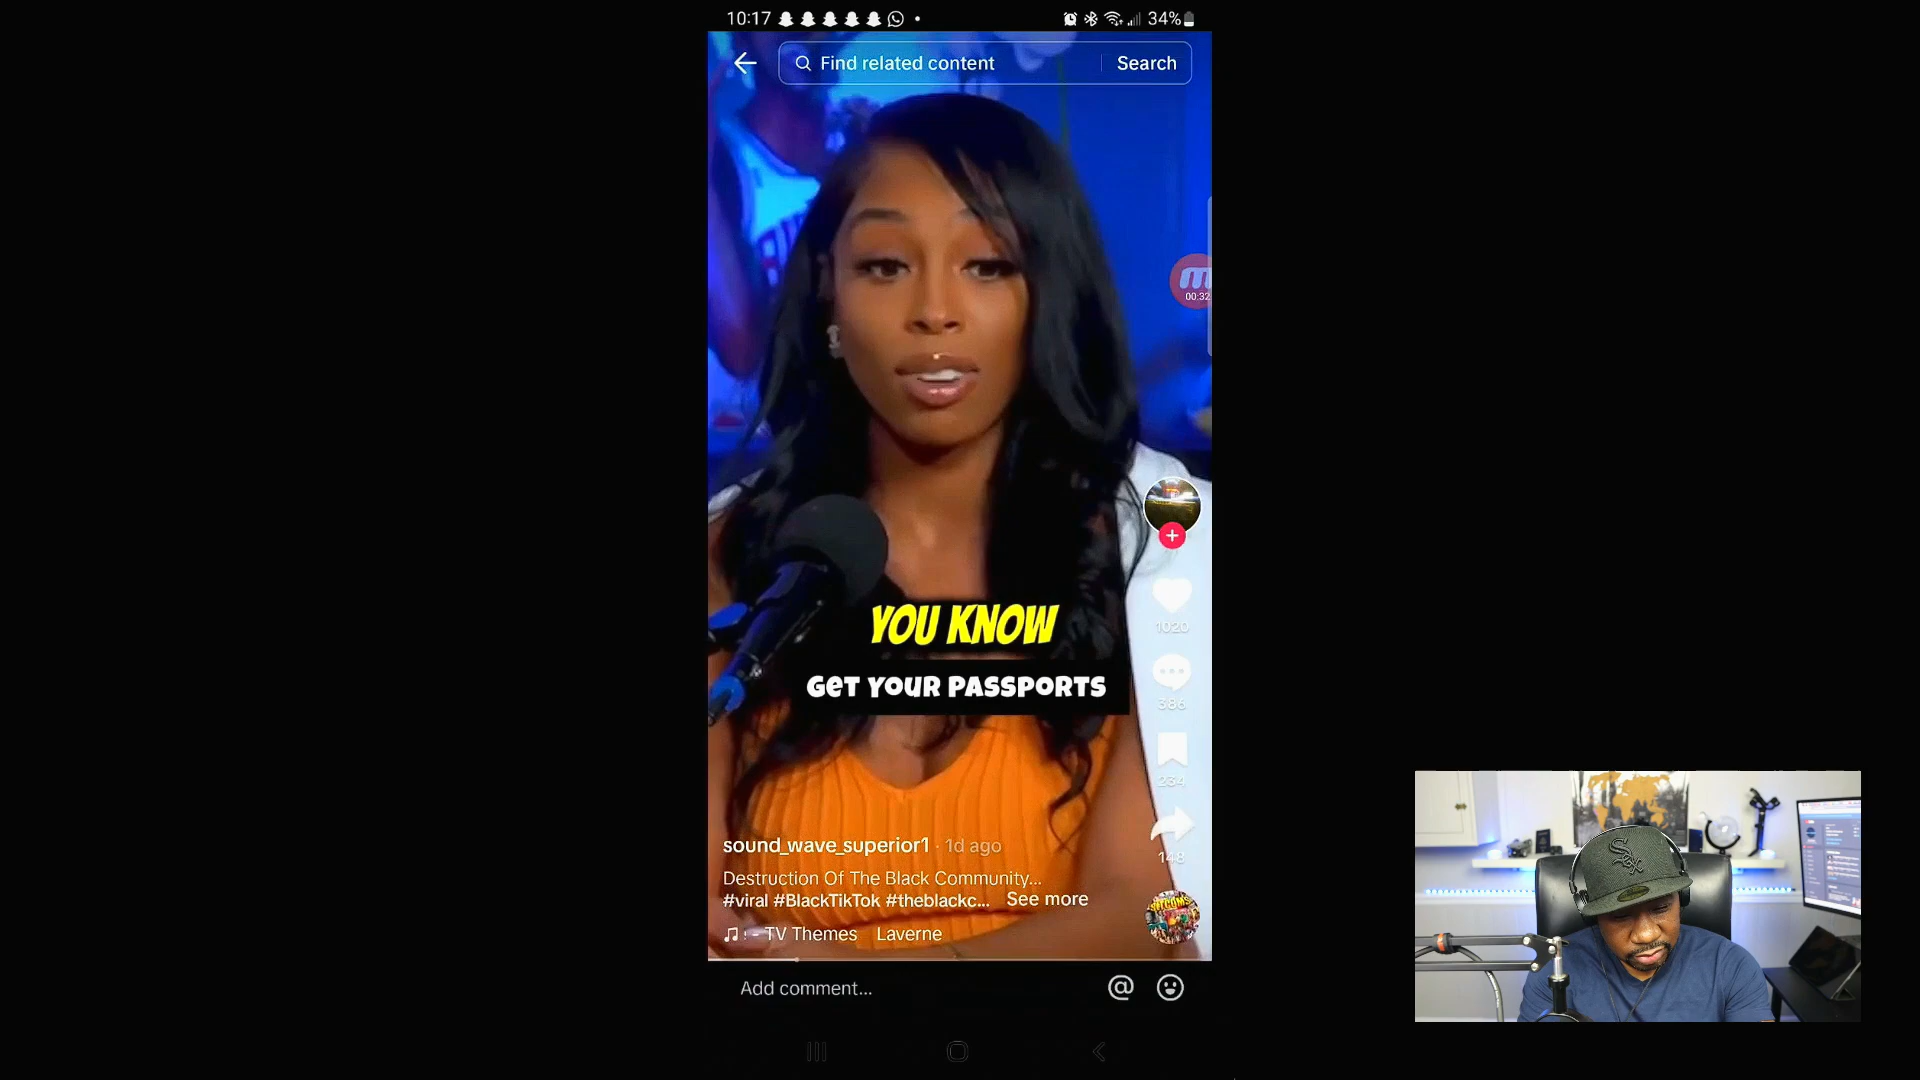 10:17
34%
Find related content
Search
00:32
YOU KNOW
Get Your Passports
1020
386
234
148
sound_wave_superior1 · 1d ago
Destruction Of The Black Community...
#viral #BlackTikTok #theblackc... See more
- TV Themes Laverne
Add comment...